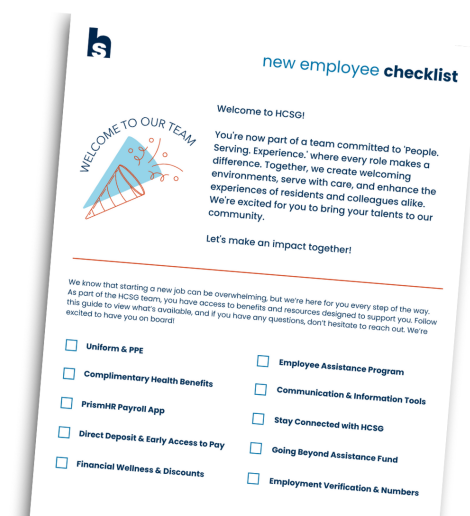 hs
new employee checklist
WELCOME TO OUR TEAM
Welcome to HCSG!
You're now part of a team committed to 'People.
Serving. Experience.' where every role makes a
difference. Together, we create welcoming
environments, serve with care, and enhance the
experiences of residents and colleagues alike.
We're excited for you to bring your talents to our
community.
Let's make an impact together!
We know that starting a new job can be overwhelming, but we're here for you every step of the way.
As part of the HCSG team, you have access to benefits and resources designed to support you. Follow
this guide to view what's available, and if you have any questions, don't hesitate to reach out. We're
excited to have you on board!
Uniform & PPE
Complimentary Health Benefits
PrismHR Payroll App
Direct Deposit & Early Access to Pay
Financial Wellness & Discounts
Employee Assistance Program
Communication & Information Tools
Stay Connected with HCSG
Going Beyond Assistance Fund
Employment Verification & Numbers